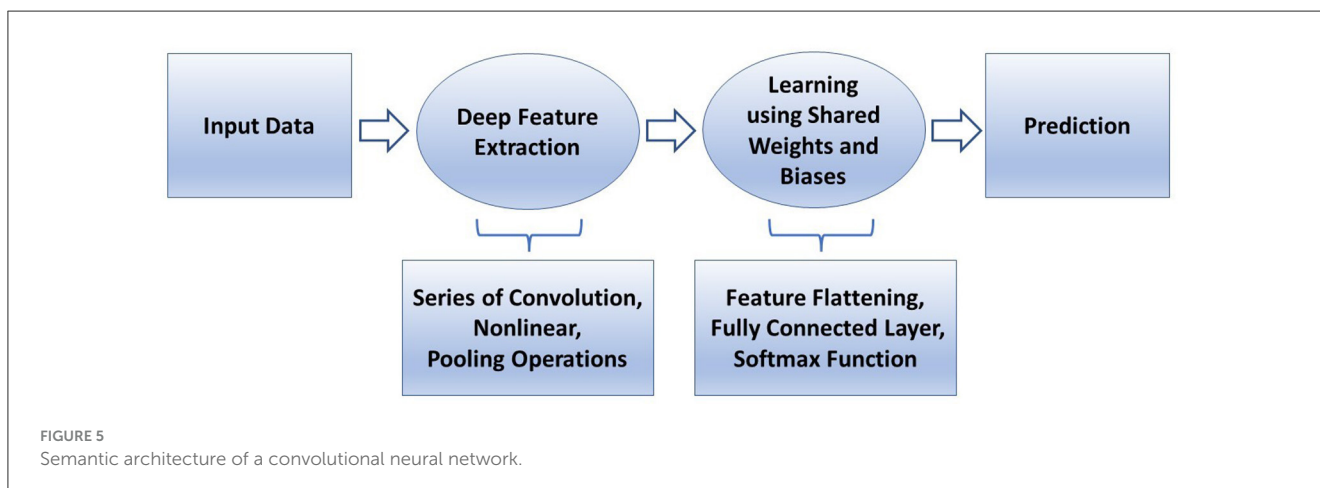 Input Data
Deep Feature
Extraction
Learning
using Shared
Weights and
Biases
Prediction
Series of Convolution,
Nonlinear,
Pooling Operations
Feature Flattening,
Fully Connected Layer,
Softmax Function
FIGURE 5
Semantic architecture of a convolutional neural network.